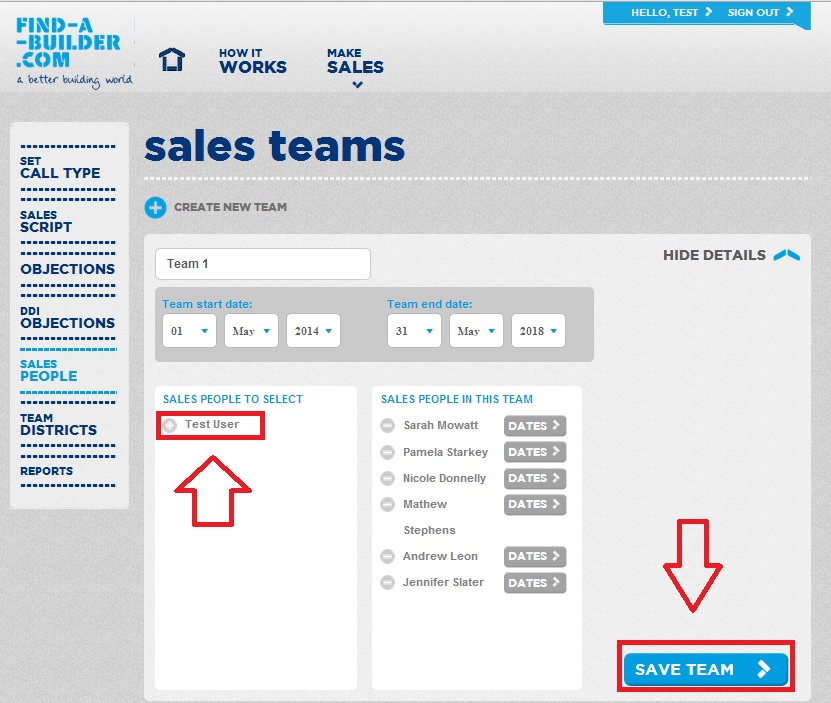 FIND-A
-BUILDER
.COM
a better building world
HOW IT
WORKS
MAKE
SALES
HELLO, TEST
SIGN OUT
SET
CALL TYPE
SALES
SCRIPT
OBJECTIONS
DDI
OBJECTIONS
SALES
PEOPLE
TEAM
DISTRICTS
REPORTS
sales teams
CREATE NEW TEAM
Team 1
HIDE DETAILS
Team start date:
01 May 2014
Team end date:
31 May 2018
SALES PEOPLE TO SELECT
Test User
SALES PEOPLE IN THIS TEAM
Sarah Mowatt DATES
Pamela Starkey DATES
Nicole Donnelly DATES
Mathew DATES
Stephens
Andrew Leon DATES
Jennifer Slater DATES
SAVE TEAM